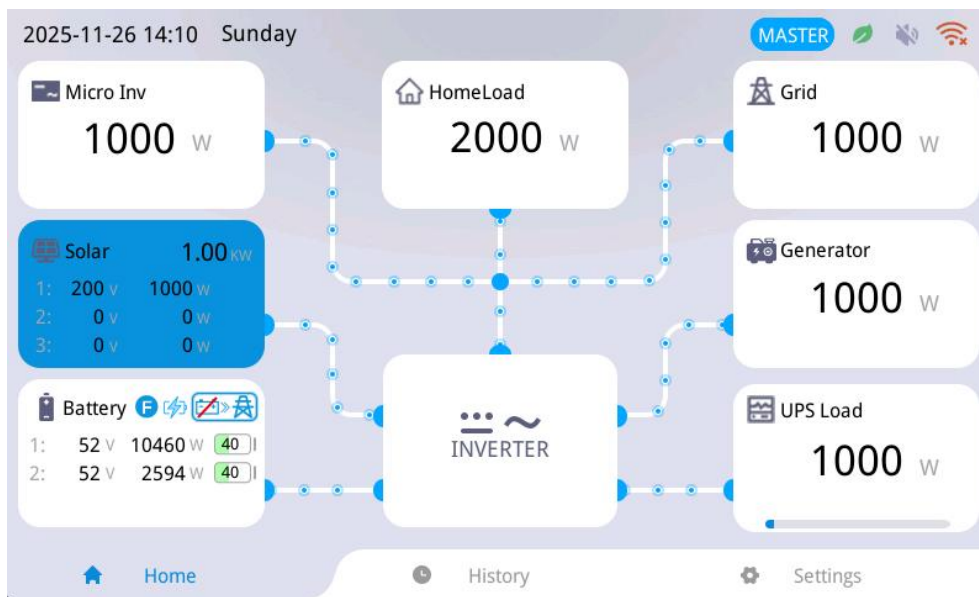 2025-11-26 14:10 Sunday
MASTER
Micro Inv
1000 W
HomeLoad
2000 W
Grid
1000 W
Solar 1.00 KW
1: 200 V 1000 W
2: 0 V 0 W
3: 0 V 0 W
Generator
1000 W
Battery F
1: 52 V 10460 W 40
2: 52 V 2594 W 40
INVERTER
UPS Load
1000 W
Home
History
Settings